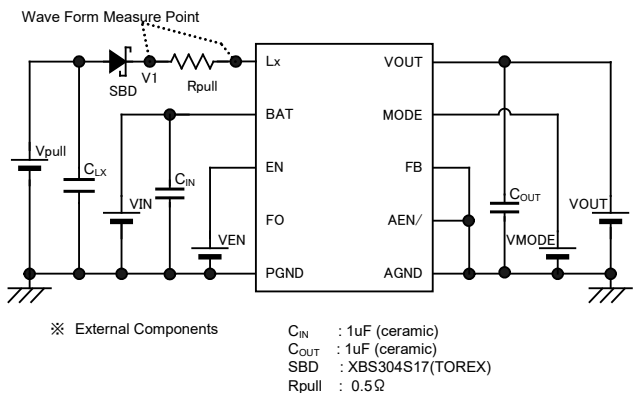 Wave Form Measure Point
SBD
V1
Rpull
Lx
VOUT
BAT
MODE
Vpull
CLX
CIN
EN
FB
VIN
COUT
VOUT
FO
AEN/
VEN
VMODE
PGND
AGND
※ External Components
CIN : 1uF (ceramic)
COUT : 1uF (ceramic)
SBD : XBS304S17(TOREX)
Rpull : 0.5Ω